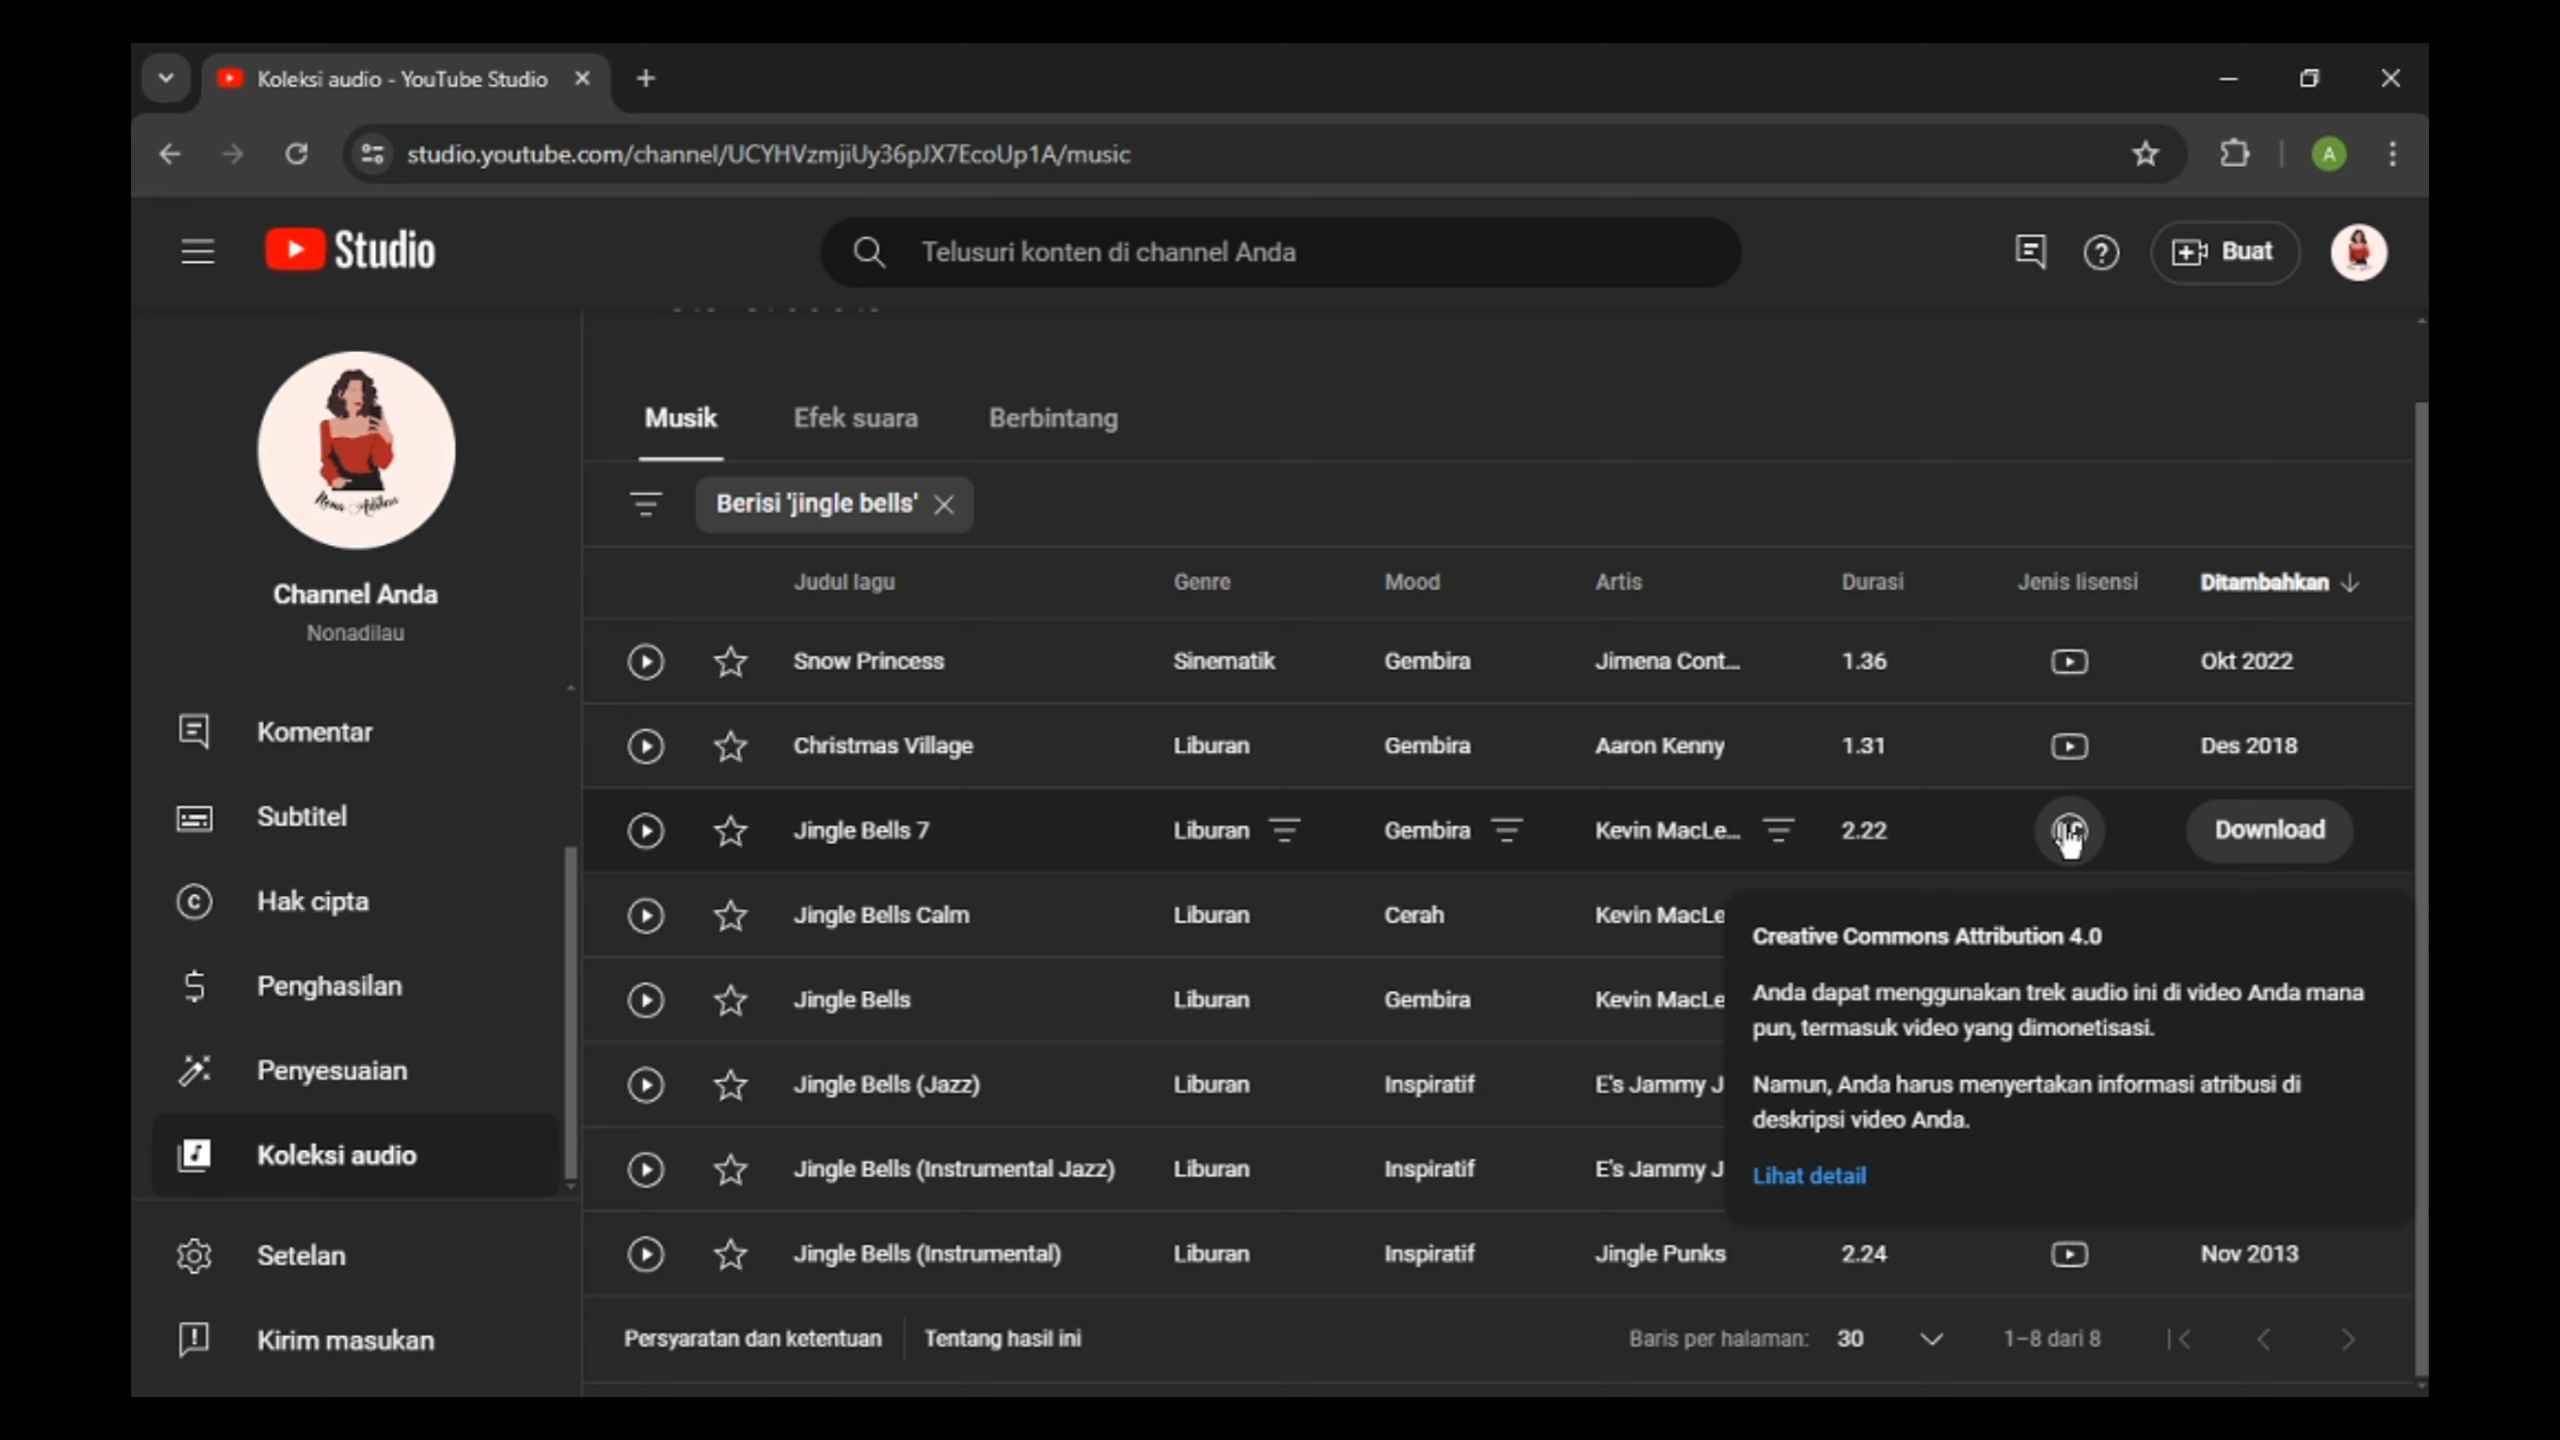 Koleksi audio - YouTube Studio
studio.youtube.com/channel/UCYHVzmjiUy36pJX7EcoUp1A/music
A
Studio
Telusuri konten di channel Anda
Buat
Channel Anda
Nonadilau
Komentar
Subtitel
Hak cipta
Penghasilan
Penyesuaian
Koleksi audio
Setelan
Kirim masukan
Musik Efek suara Berbintang
Berisi 'jingle bells'
Judul lagu Genre Mood Artis Durasi Jenis lisensi Ditambahkan
Snow Princess Sinematik Gembira Jimena Cont... 1.36 Okt 2022
Christmas Village Liburan Gembira Aaron Kenny 1.31 Des 2018
Jingle Bells 7 Liburan Gembira Kevin MacLe... 2.22 Download
Jingle Bells Calm Liburan Cerah Kevin MacLe
Jingle Bells Liburan Gembira Kevin MacLe
Jingle Bells (Jazz) Liburan Inspiratif E's Jammy J
Jingle Bells (Instrumental Jazz) Liburan Inspiratif E's Jammy J
Jingle Bells (Instrumental) Liburan Inspiratif Jingle Punks 2.24 Nov 2013
Creative Commons Attribution 4.0
Anda dapat menggunakan trek audio ini di video Anda mana
pun, termasuk video yang dimonetisasi.
Namun, Anda harus menyertakan informasi atribusi di
deskripsi video Anda.
Lihat detail
Persyaratan dan ketentuan Tentang hasil ini Baris per halaman: 30 1–8 dari 8